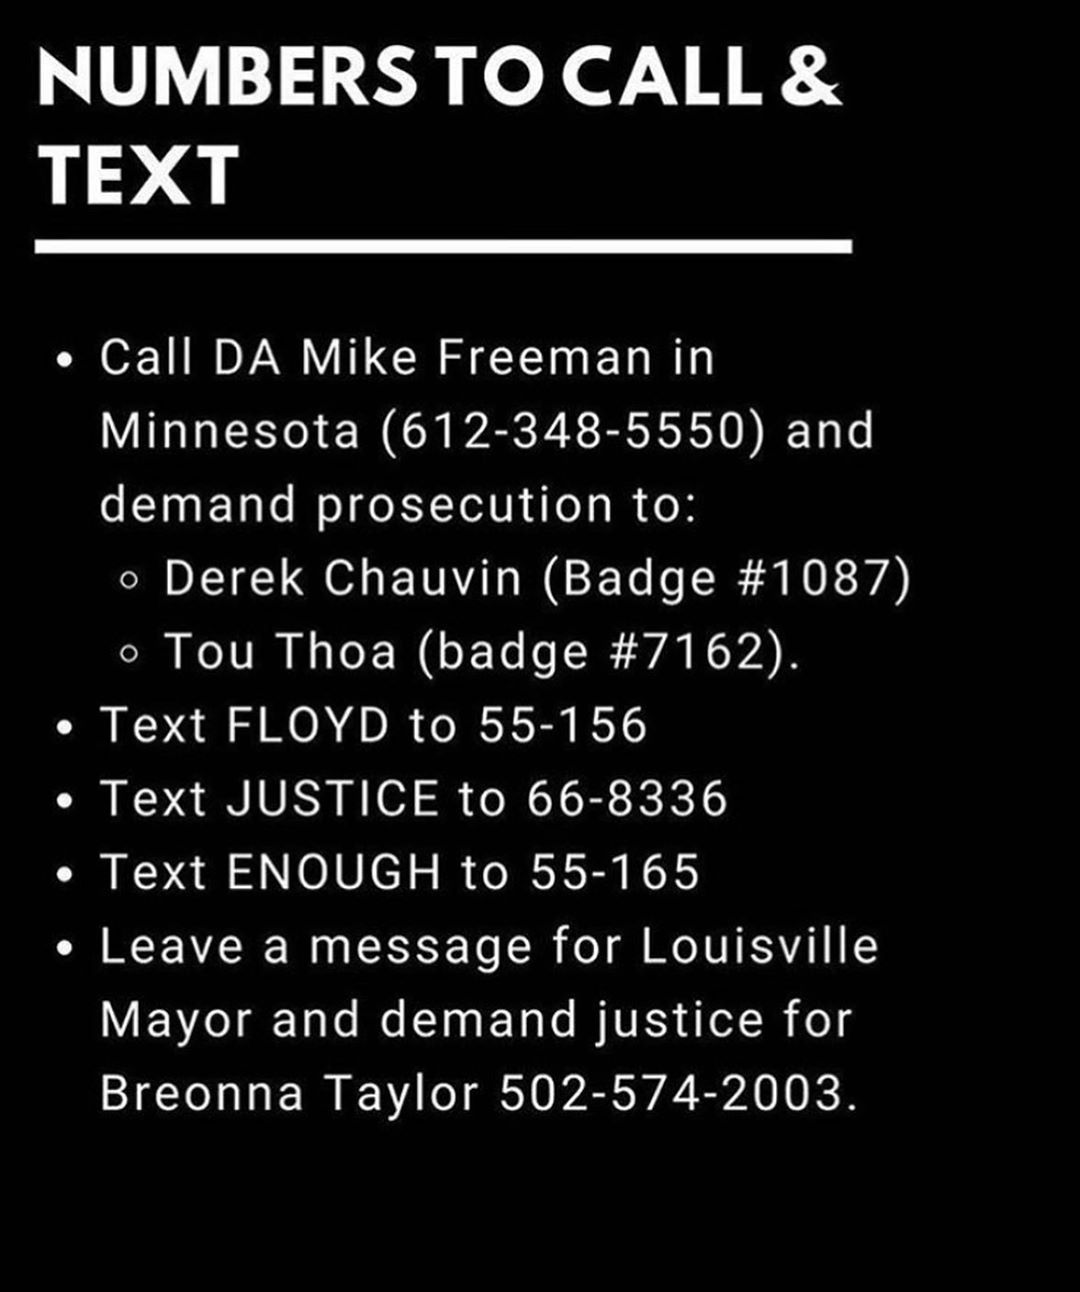 NUMBERS TO CALL &
TEXT
• Call DA Mike Freeman in
Minnesota (612-348-5550) and
demand prosecution to:
◦ Derek Chauvin (Badge #1087)
◦ Tou Thoa (badge #7162).
• Text FLOYD to 55-156
• Text JUSTICE to 66-8336
• Text ENOUGH to 55-165
• Leave a message for Louisville
Mayor and demand justice for
Breonna Taylor 502-574-2003.